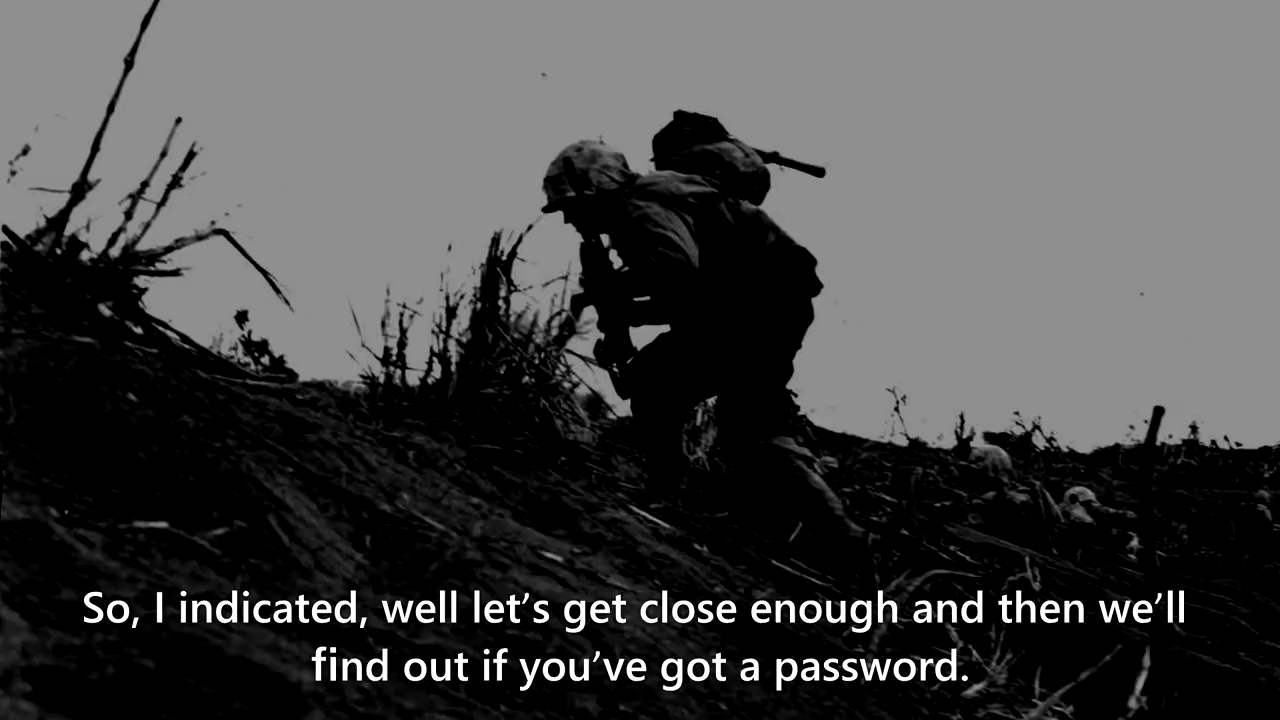 So, I indicated, well let’s get close enough and then we’ll
find out if you’ve got a password.